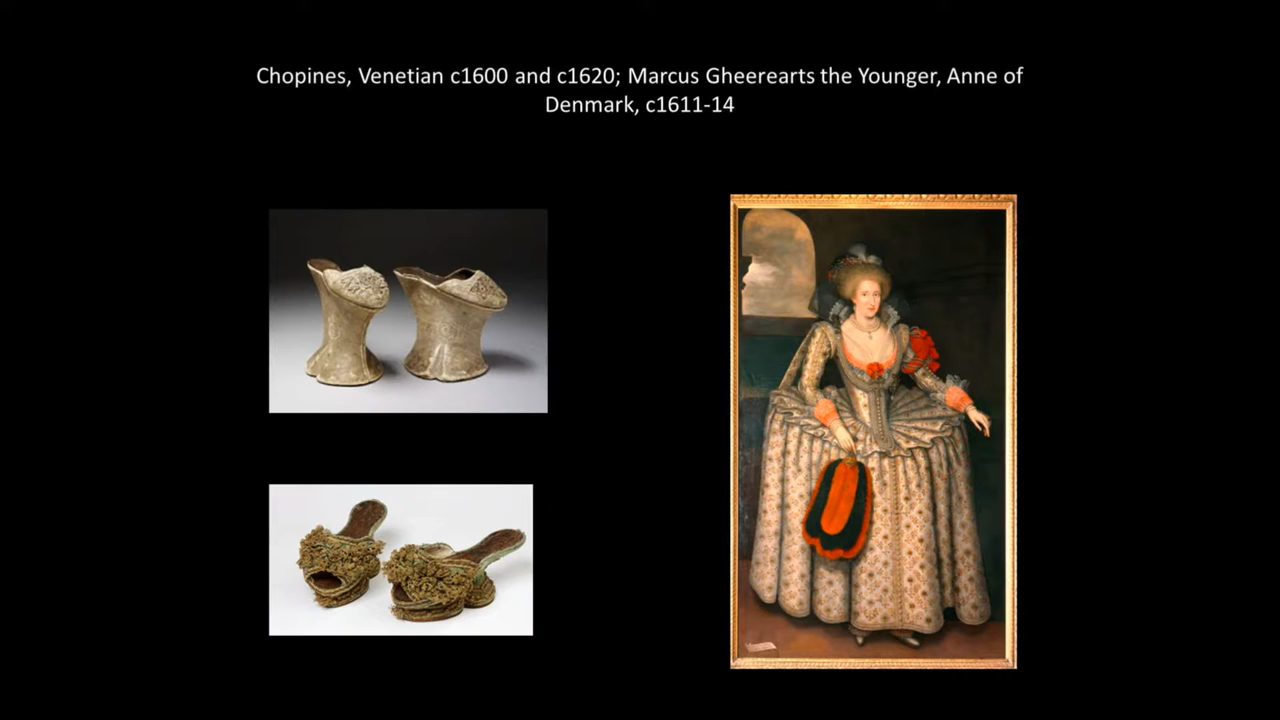 Chopines, Venetian c1600 and c1620; Marcus Gheerearts the Younger, Anne of
Denmark, c1611-14